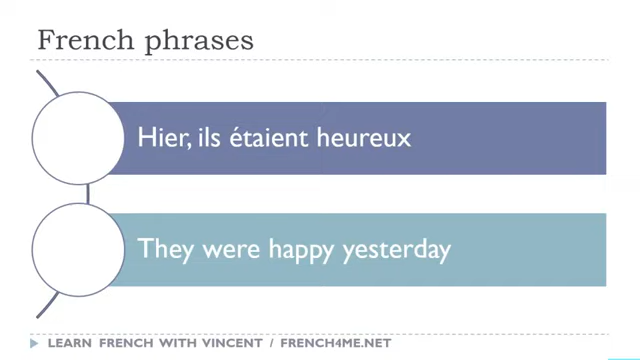 French phrases
Hier, ils étaient heureux
They were happy yesterday
LEARN FRENCH WITH VINCENT / FRENCH4ME.NET